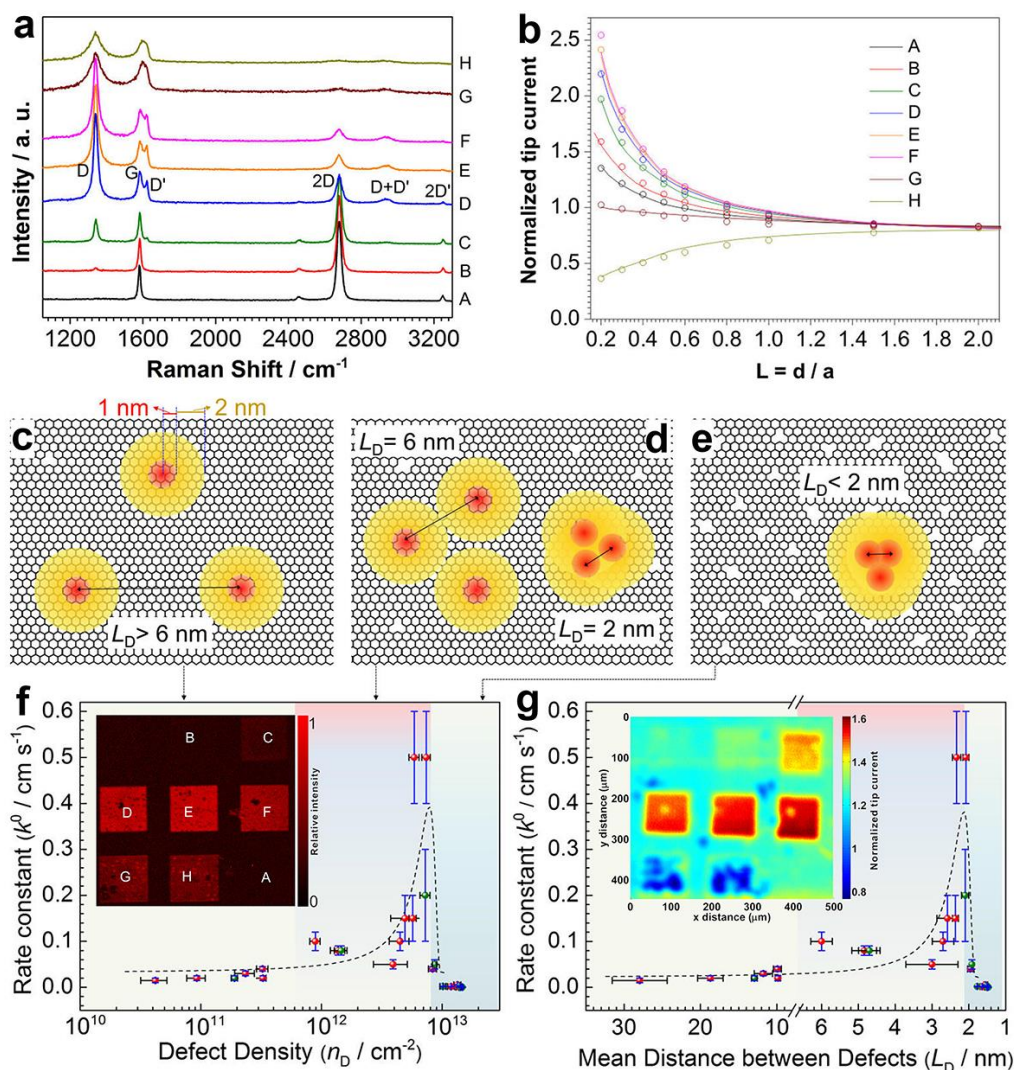 a
Intensity / a. u.
H
G
F
E
D
C
B
A
D
G
D'
2D
D+D'
2D'
1200
1600
2000
2400
2800
3200
Raman Shift / cm-1
b
Normalized tip current
2.5
2.0
1.5
1.0
0.5
0.0
A
B
C
D
E
F
G
H
0.2
0.4
0.6
0.8
1.0
1.2
1.4
1.6
1.8
2.0
L = d / a
c
1 nm
2 nm
LD> 6 nm
d
LD= 6 nm
LD= 2 nm
e
LD< 2 nm
f
Rate constant (k0 / cm s-1)
0.6
0.5
0.4
0.3
0.2
0.1
0.0
B
C
D
E
F
G
H
A
1
Relative intensity
0
1010
1011
1012
1013
Defect Density (nD / cm-2)
g
Rate constant (k0 / cm s-1)
0.6
0.5
0.4
0.3
0.2
0.1
0.0
0
100
200
300
400
y distance (μm)
0
100
200
300
400
500
x distance (μm)
1.6
1.4
1.2
1.0
0.8
Normalized tip current
30
20
10
6
5
4
3
2
1
Mean Distance between Defects (LD / nm)